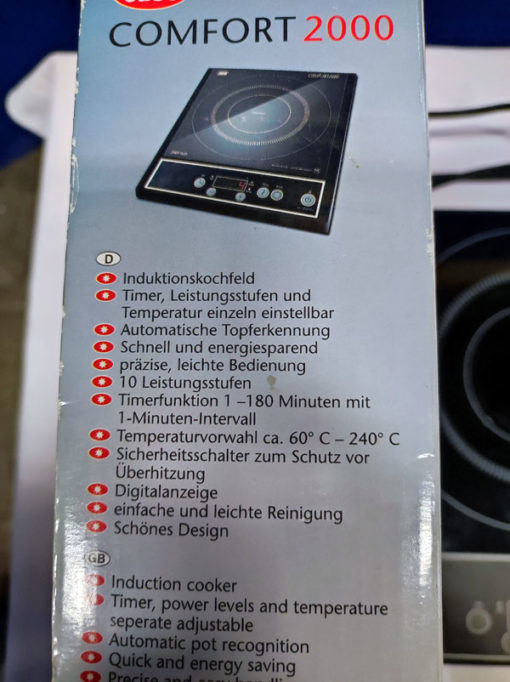 COMFORT 2000
D
Induktionskochfeld
Timer, Leistungsstufen und
Temperatur einzeln einstellbar
Automatische Topferkennung
Schnell und energiesparend
präzise, leichte Bedienung
10 Leistungsstufen
Timerfunktion 1 –180 Minuten mit
1-Minuten-Intervall
Temperaturvorwahl ca. 60° C – 240° C
Sicherheitsschalter zum Schutz vor
Überhitzung
Digitalanzeige
einfache und leichte Reinigung
Schönes Design
GB
Induction cooker
Timer, power levels and temperature
seperate adjustable
Automatic pot recognition
Quick and energy saving
Precise and easy